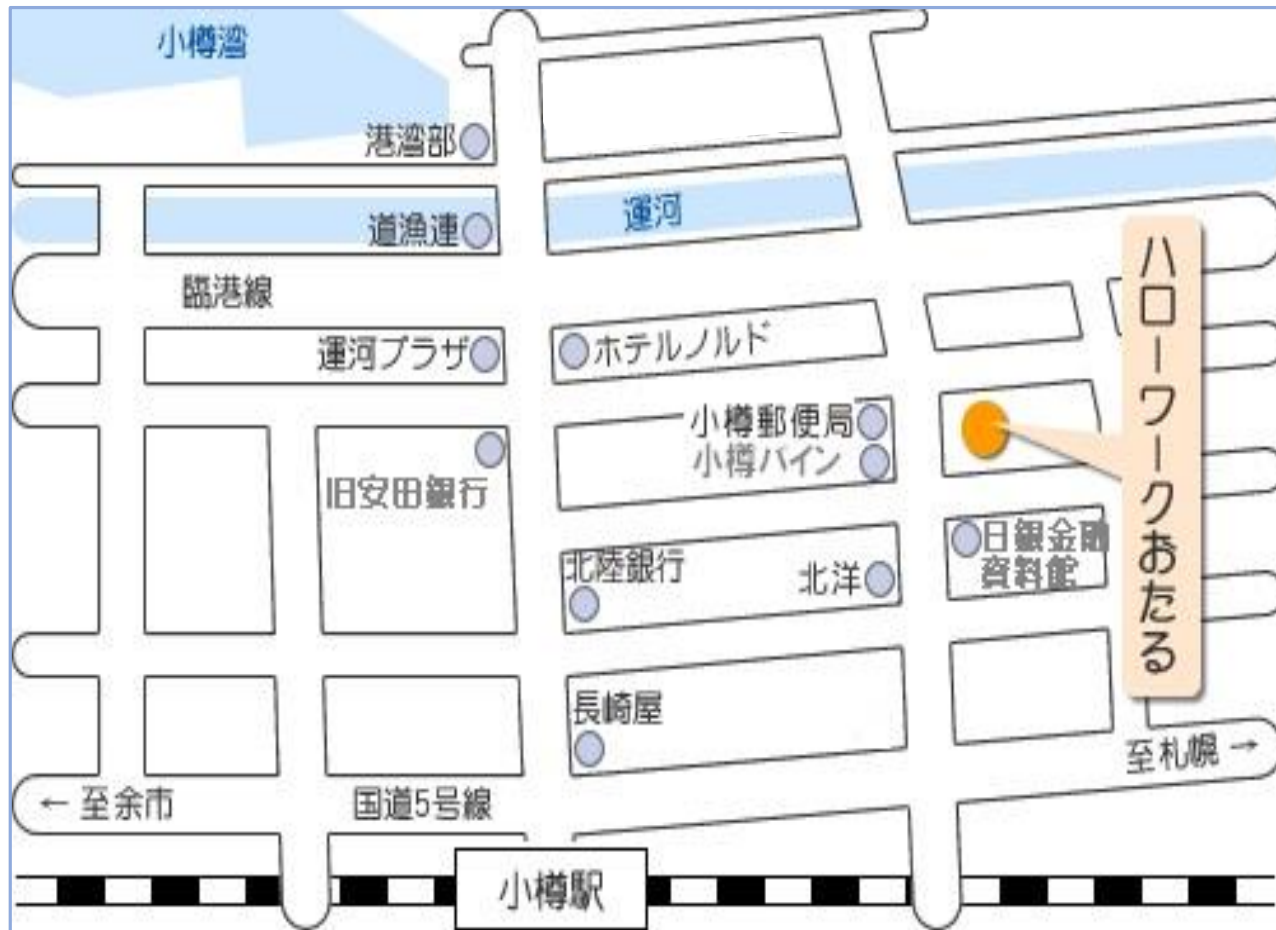 小樽湾
港湾部
道漁連
運河
臨港線
運河プラザ
ホテルノルド
ハローワークおたる
小樽郵便局
小樽バイン
旧安田銀行
北陸銀行
北洋
日銀金融
資料館
長崎屋
至札幌 →
← 至余市
国道5号線
小樽駅